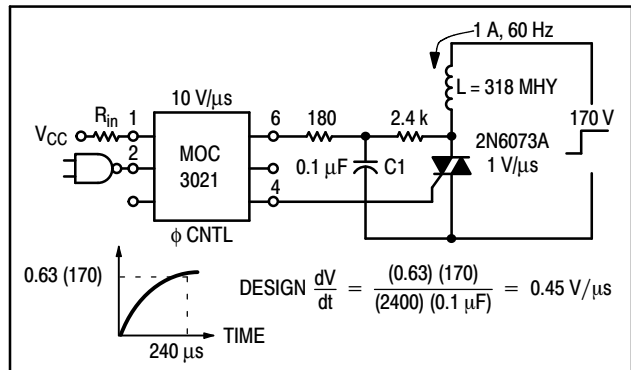 1 A, 60 Hz
L = 318 MHY
10 V/μs
Rin
1
6
180
2.4 k
170 V
VCC
2
MOC
3021
0.1 μF
C1
2N6073A
1 V/μs
4
φ CNTL
0.63 (170)
TIME
240 μs
DESIGN dV/dt = (0.63) (170)/(2400) (0.1 μF) = 0.45 V/μs